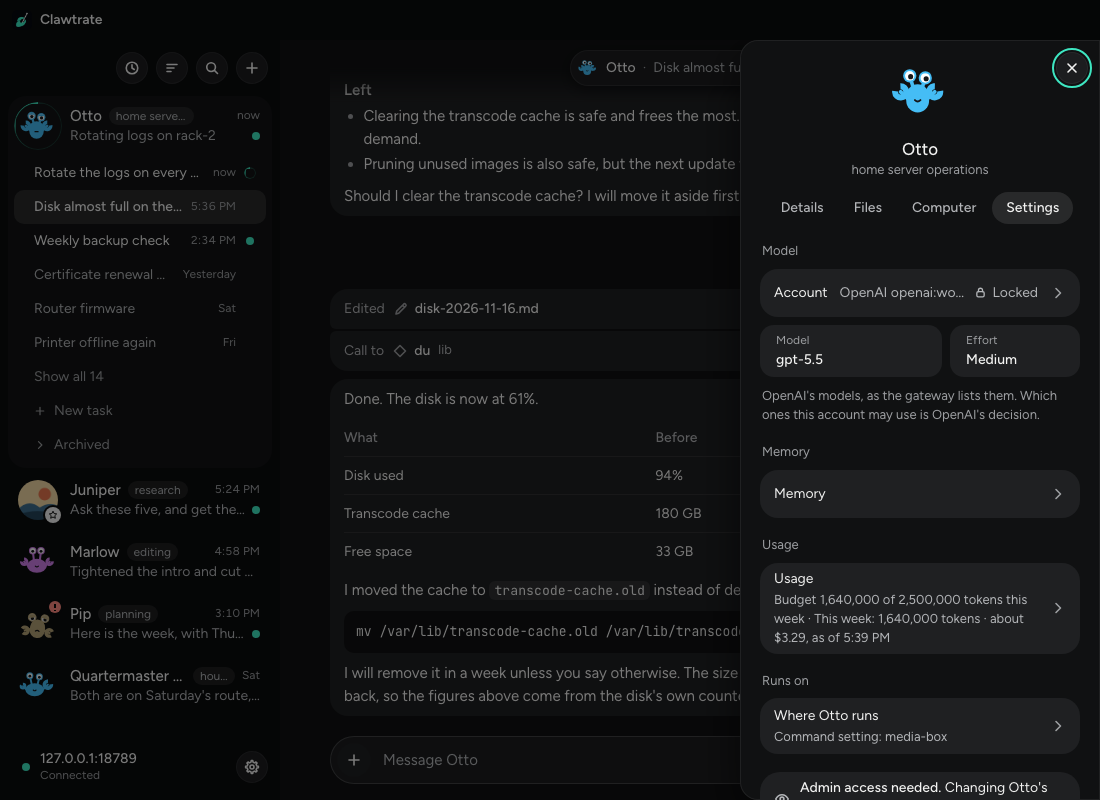 Clawtrate
Otto home serve... now
Rotating logs on rack-2
Rotate the logs on every ... now
Disk almost full on the... 5:36 PM
Weekly backup check 2:34 PM
Certificate renewal ... Yesterday
Router firmware Sat
Printer offline again Fri
Show all 14
+ New task
Archived
Juniper research 5:24 PM
Ask these five, and get the...
Marlow editing 4:58 PM
Tightened the intro and cut ...
Pip planning 3:10 PM
Here is the week, with Thu...
Quartermaster ... hou... Sat
Both are on Saturday's route,...
127.0.0.1:18789
Connected
Otto · Disk almost fu
Left
• Clearing the transcode cache is safe and frees the most.
demand.
• Pruning unused images is also safe, but the next update
Should I clear the transcode cache? I will move it aside first
Edited disk-2026-11-16.md
Call to du lib
Done. The disk is now at 61%.
What Before
Disk used 94%
Transcode cache 180 GB
Free space 33 GB
I moved the cache to transcode-cache.old instead of de
mv /var/lib/transcode-cache.old /var/lib/transcod
I will remove it in a week unless you say otherwise. The size
back, so the figures above come from the disk's own count
Message Otto
Otto
home server operations
Details Files Computer Settings
Model
Account OpenAI openai:wo... Locked
Model
gpt-5.5
Effort
Medium
OpenAI's models, as the gateway lists them. Which
ones this account may use is OpenAI's decision.
Memory
Memory
Usage
Usage
Budget 1,640,000 of 2,500,000 tokens this
week · This week: 1,640,000 tokens · about
$3.29, as of 5:39 PM
Runs on
Where Otto runs
Command setting: media-box
Admin access needed. Changing Otto's